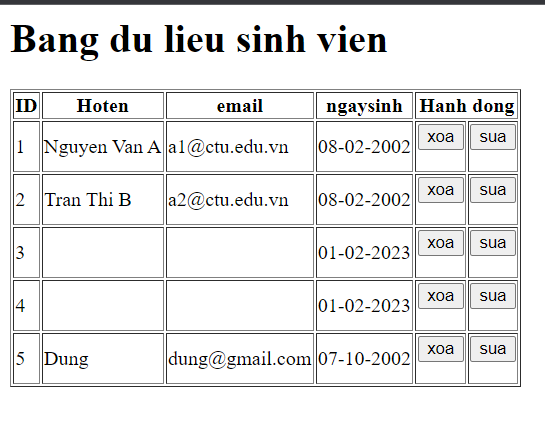 Bang du lieu sinh vien
ID Hoten email ngaysinh Hanh dong
1 Nguyen Van A a1@ctu.edu.vn 08-02-2002 xoa sua
2 Tran Thi B a2@ctu.edu.vn 08-02-2002 xoa sua
3 01-02-2023 xoa sua
4 01-02-2023 xoa sua
5 Dung dung@gmail.com 07-10-2002 xoa sua